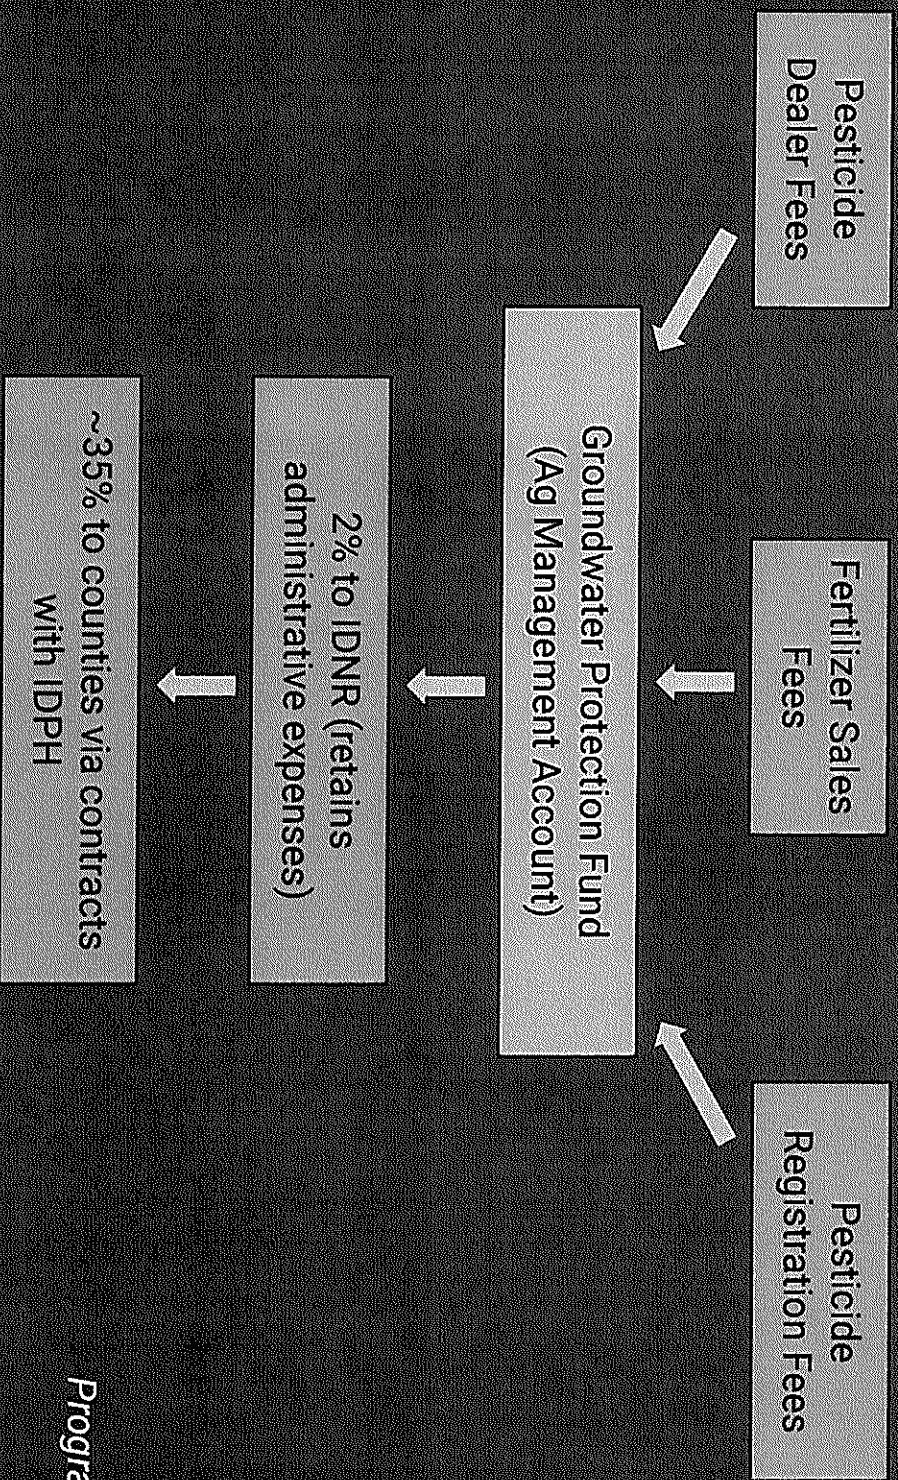 Pesticide
Dealer Fees
Fertilizer Sales
Fees
Pesticide
Registration Fees
Groundwater Protection Fund
(Ag Management Account)
2% to IDNR (retains
administrative expenses)
~35% to counties via contracts
with IDPH